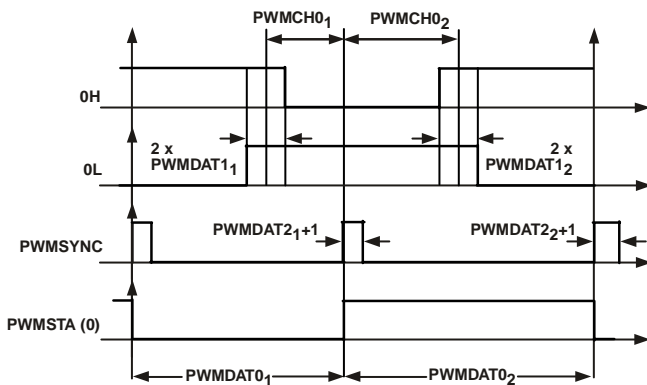 PWMCH0₁ PWMCH0₂
0H
2 x 2 x
PWMDAT1₁ PWMDAT1₂
0L
PWMDAT2₁+1 PWMDAT2₂+1
PWMSYNC
PWMSTA (0)
PWMDAT0₁ PWMDAT0₂